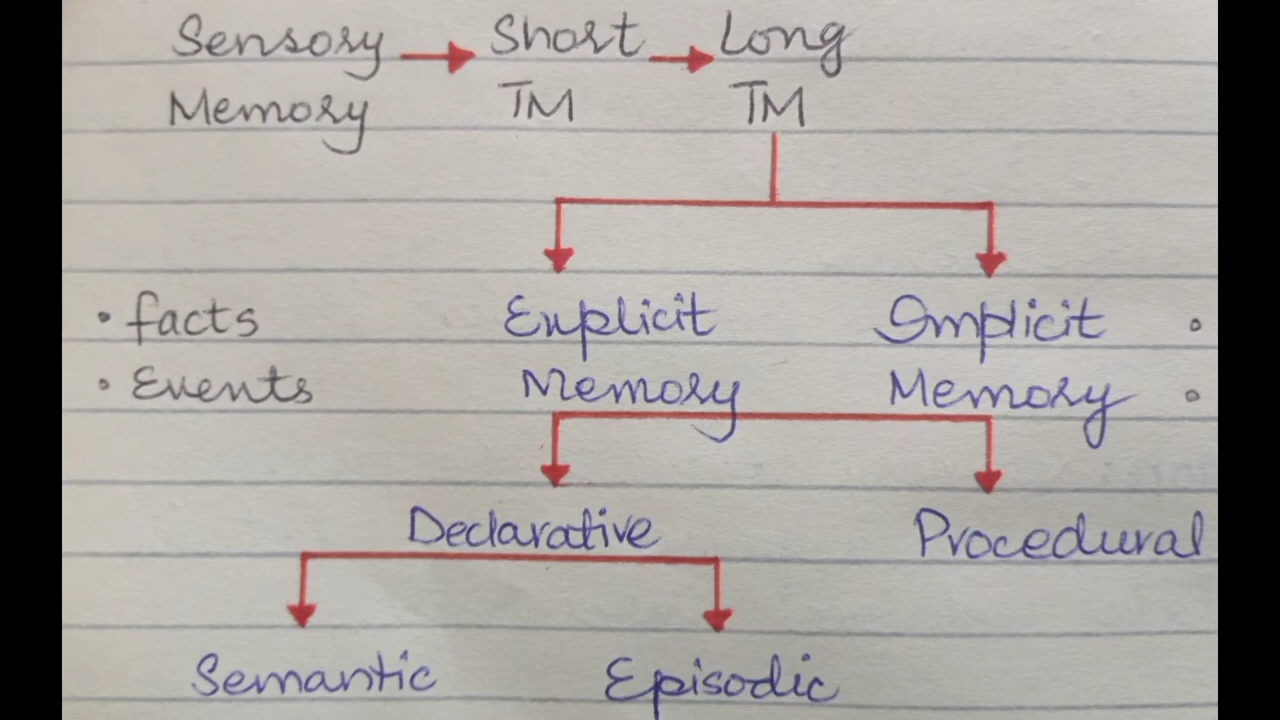 Sensory → Short → Long
Memory TM TM
• facts Explicit Implicit •
• Events Memory Memory •
Declarative Procedural
Semantic Episodic